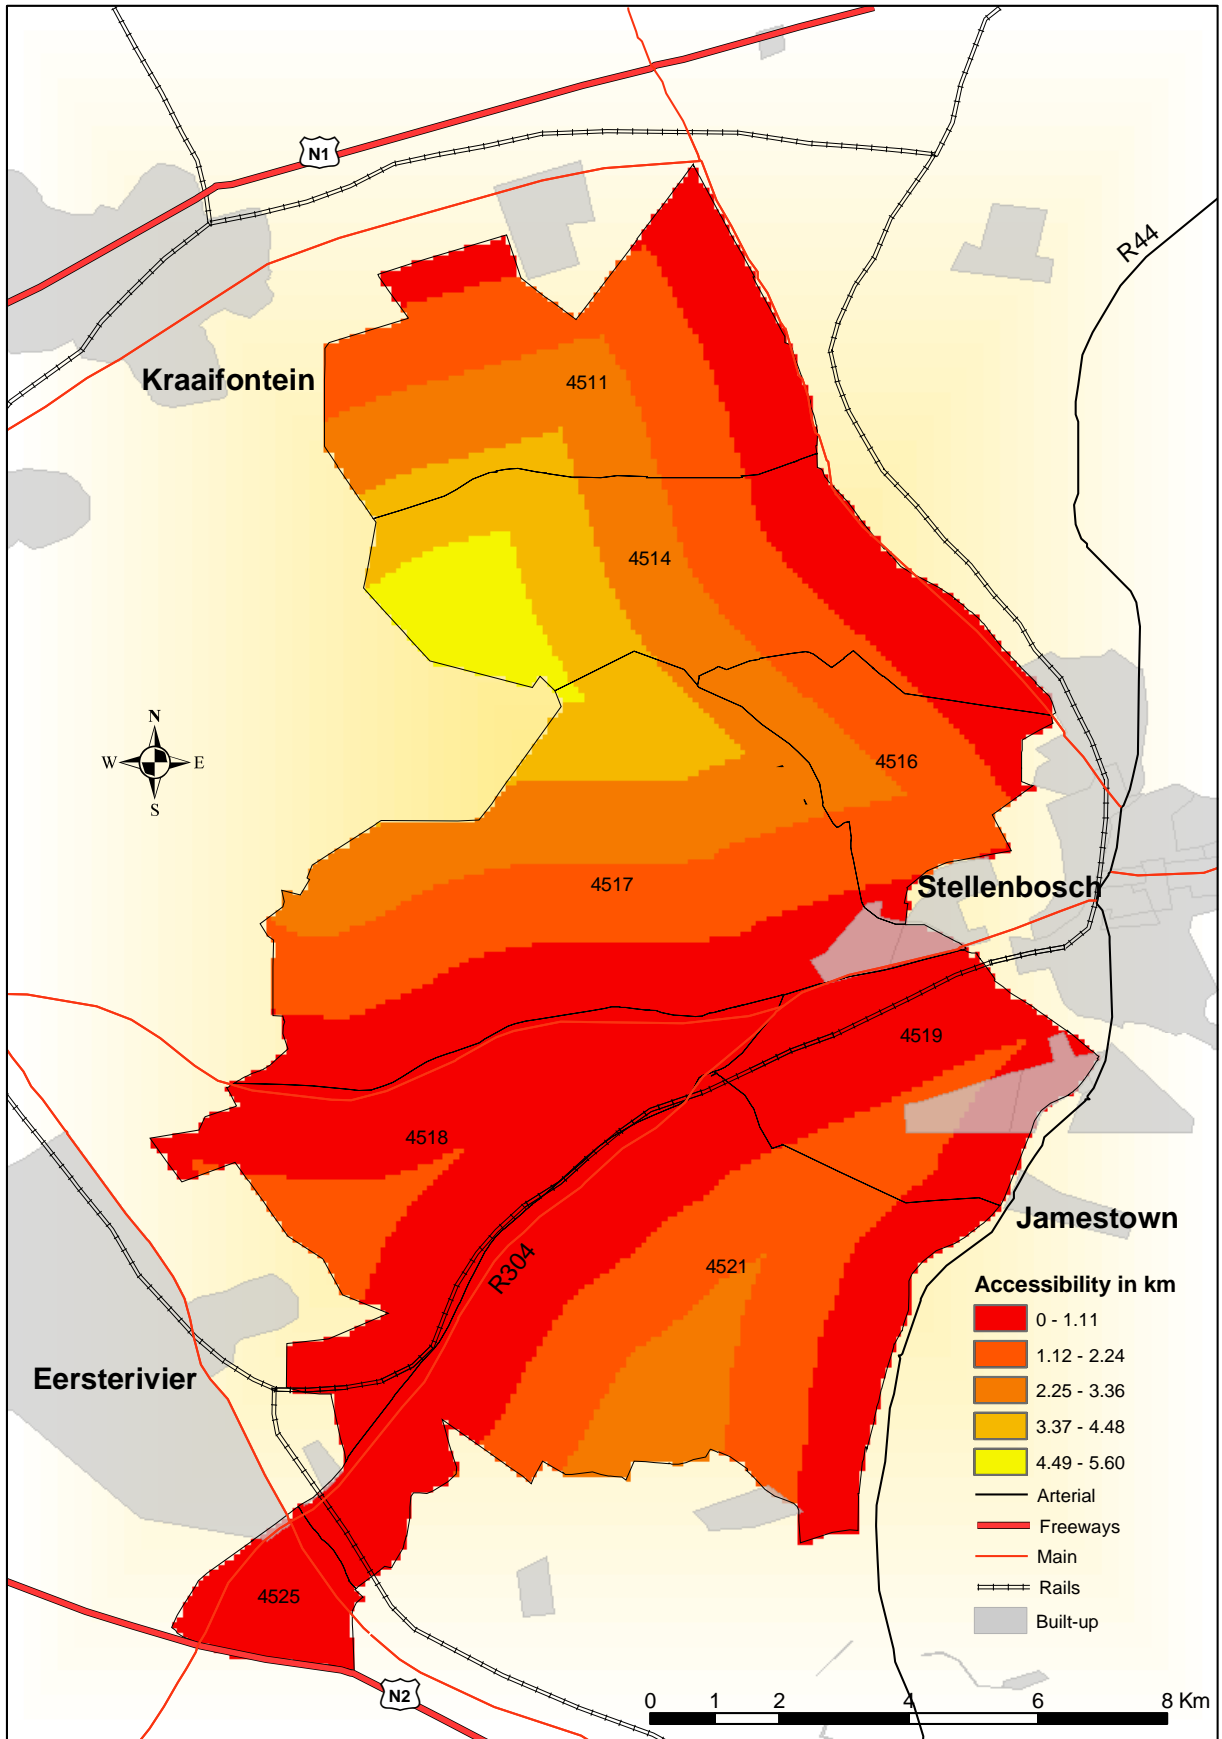 N1
R44
Kraaifontein
4511
4514
N
W E
S
4516
4517
Stellenbosch
4519
4518
Jamestown
R304
4521
Eersterivier
Accessibility in km
0 - 1.11
1.12 - 2.24
2.25 - 3.36
3.37 - 4.48
4.49 - 5.60
Arterial
Freeways
Main
Rails
Built-up
4525
N2
0 1 2 4 6 8 Km